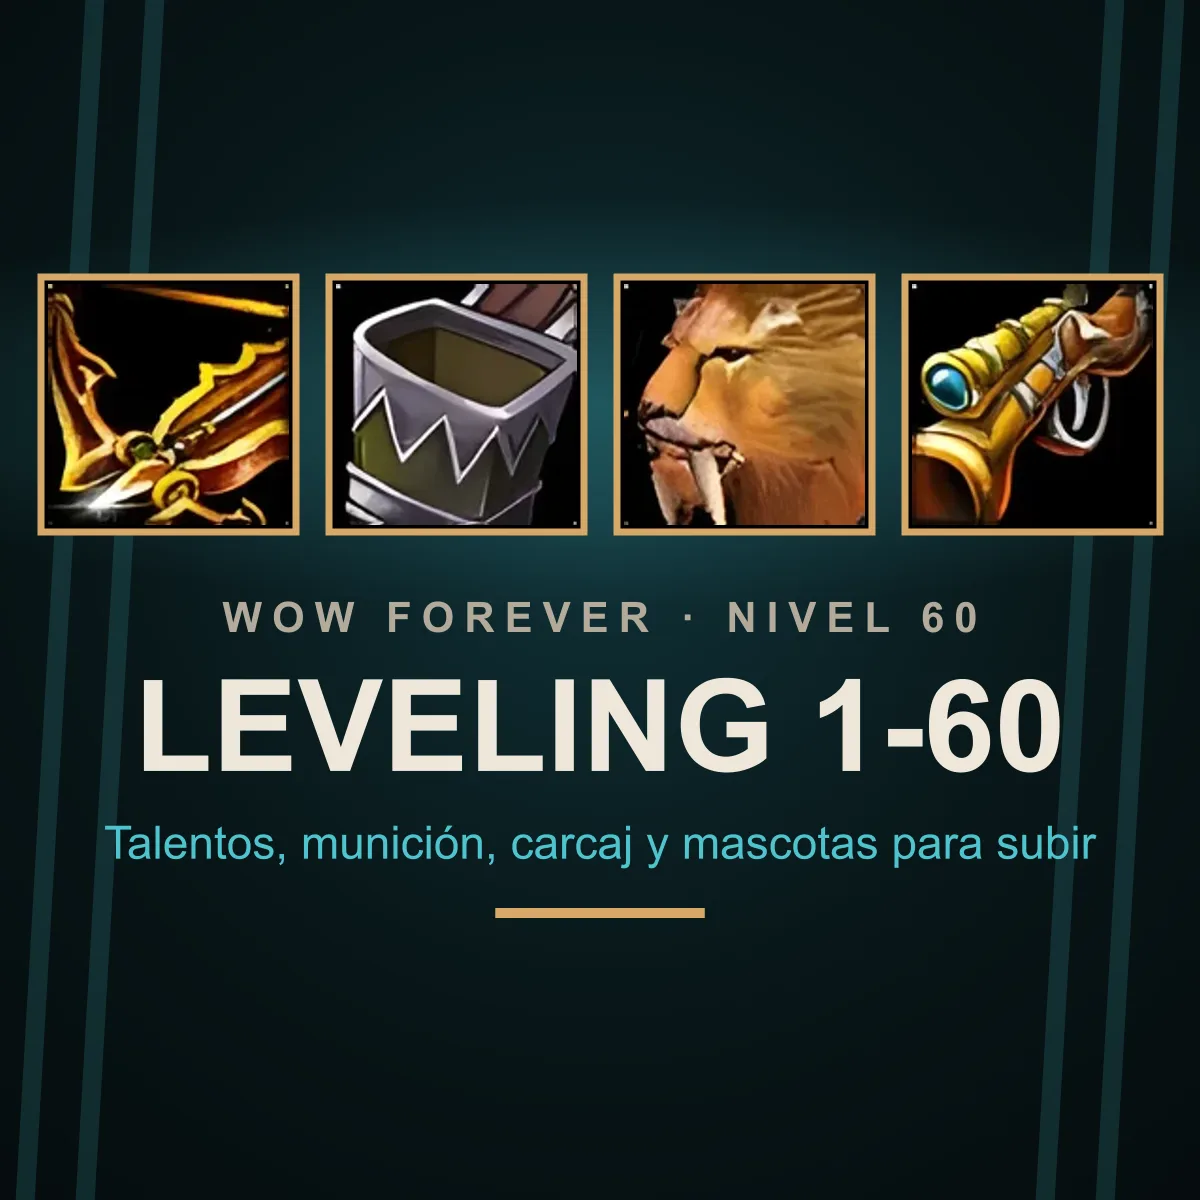 WOW FOREVER · NIVEL 60
LEVELING 1-60
Talentos, munición, carcaj y mascotas para subir